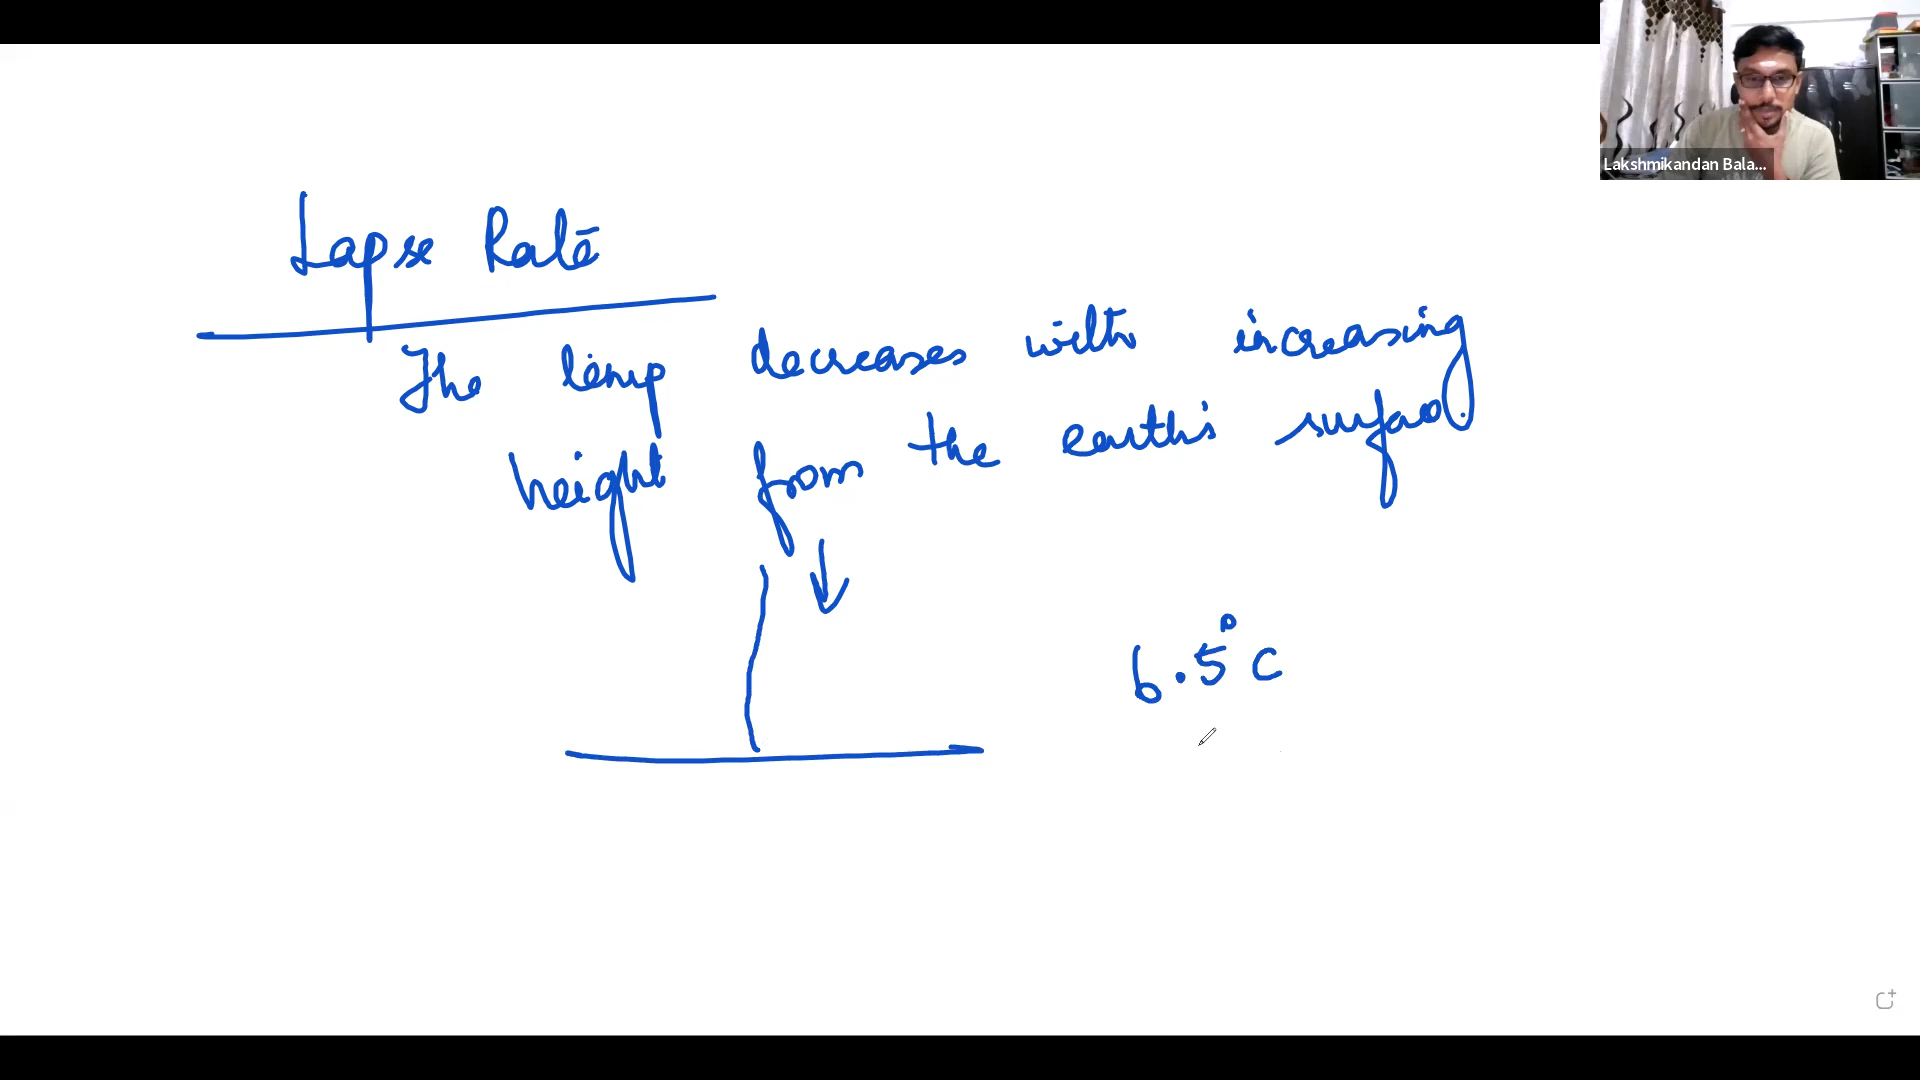 Lakshmikandan Bala...
Lapse Rate
The temp decreases with increasing
height from the earth's surface.
6.5°C